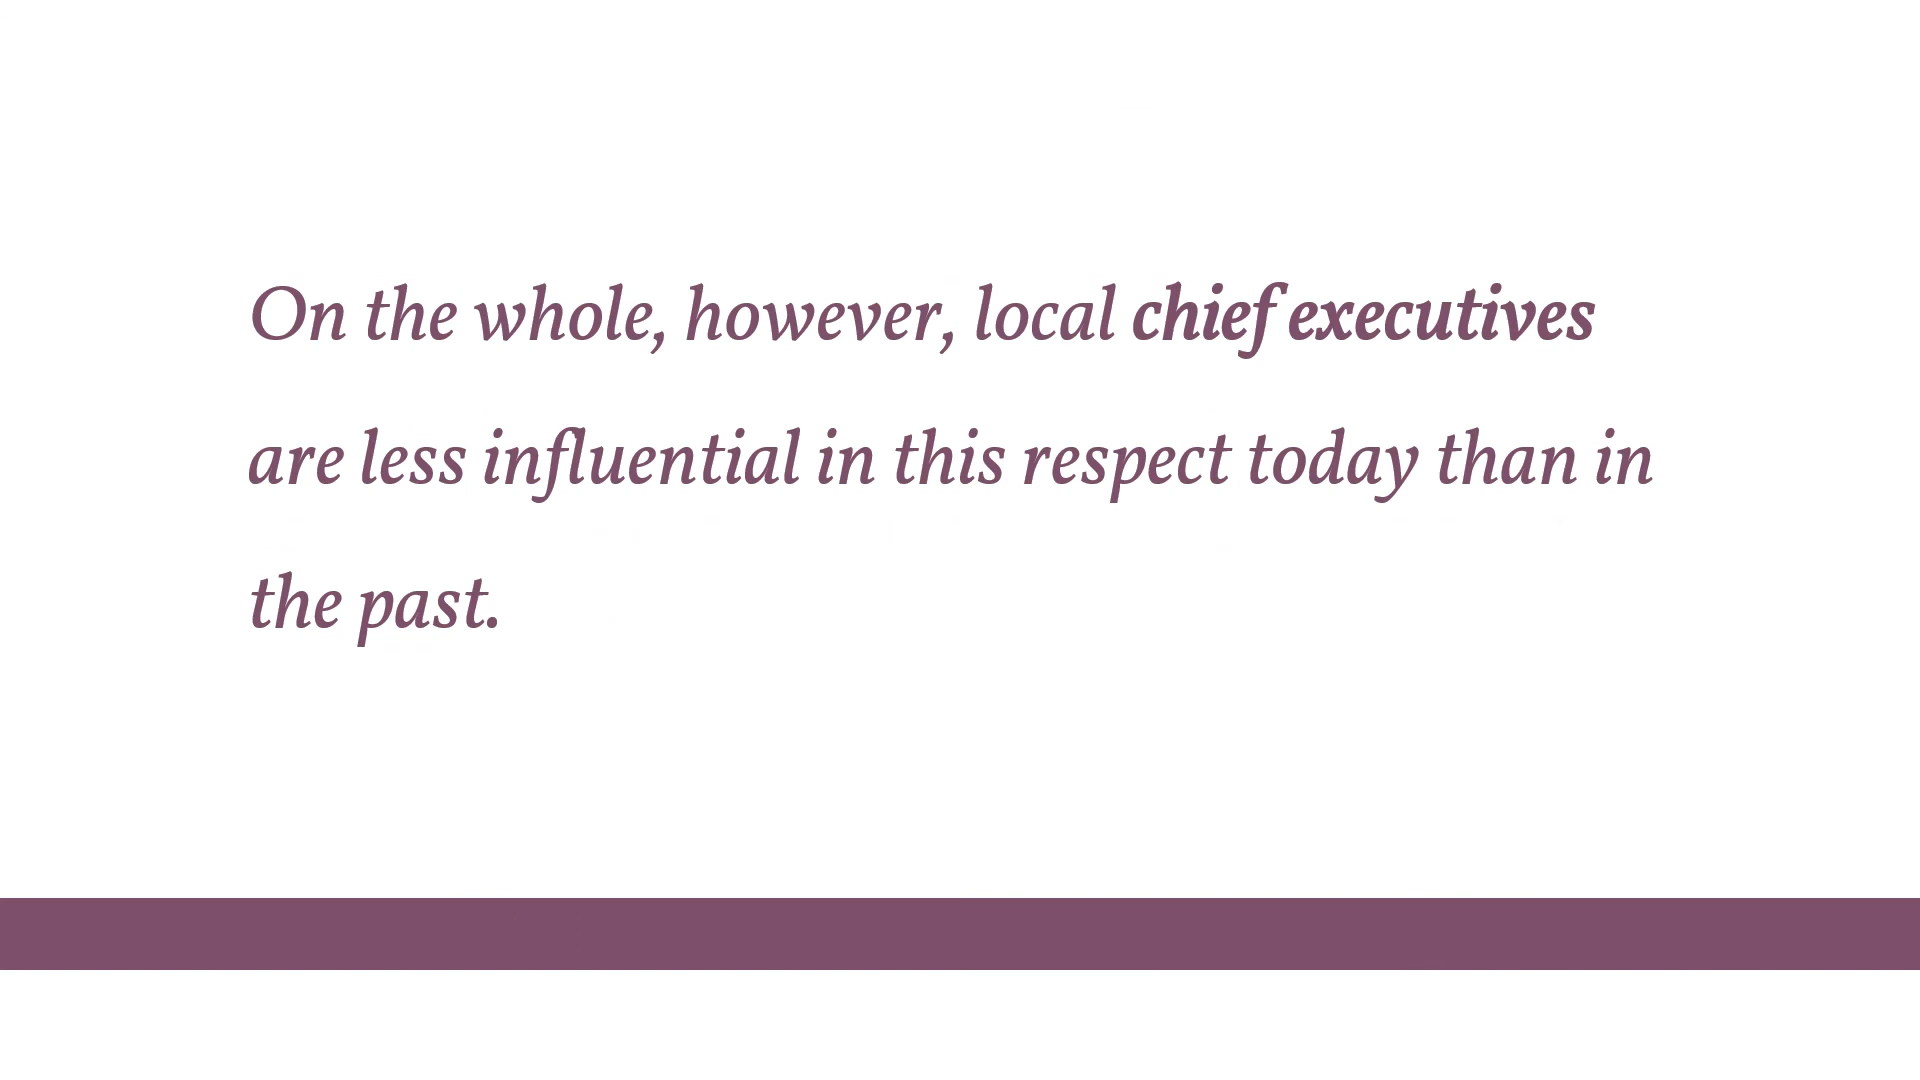 On the whole, however, local chief executives
are less influential in this respect today than in
the past.